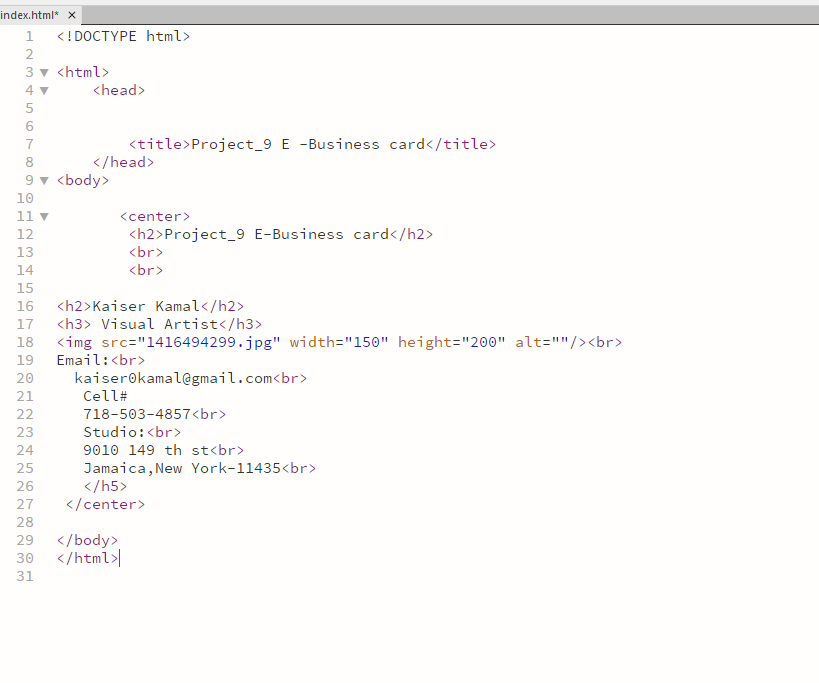 index.html* ×
1 <!DOCTYPE html>
2
3 ▼ <html>
4 ▼ <head>
5
6
7 <title>Project_9 E -Business card</title>
8 </head>
9 ▼ <body>
10
11 ▼ <center>
12 <h2>Project_9 E-Business card</h2>
13 <br>
14 <br>
15
16 <h2>Kaiser Kamal</h2>
17 <h3> Visual Artist</h3>
18 <img src="1416494299.jpg" width="150" height="200" alt=""/><br>
19 Email:<br>
20 kaiser0kamal@gmail.com<br>
21 Cell#
22 718-503-4857<br>
23 Studio:<br>
24 9010 149 th st<br>
25 Jamaica,New York-11435<br>
26 </h5>
27 </center>
28
29 </body>
30 </html>
31